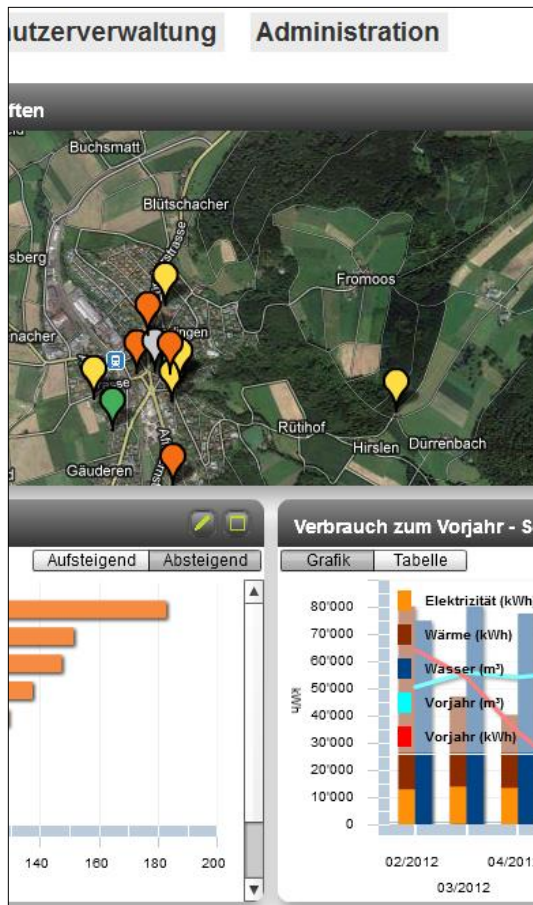 nutzerverwaltung Administration
ften
Buchsmatt
Blütschacher
sberg
strasse
Fromoos
nacher
ingen
rasse
Rütihof
Hirslen Dürrenbach
Gäuderen
Verbrauch zum Vorjahr - S
Aufsteigend Absteigend
Grafik Tabelle
80'000
70'000
60'000
50'000
40'000
30'000
20'000
10'000
0
kWh
Elektrizität (kWh)
Wärme (kWh)
Wasser (m³)
Vorjahr (m³)
Vorjahr (kWh)
140 160 180 200
02/2012 04/201
03/2012